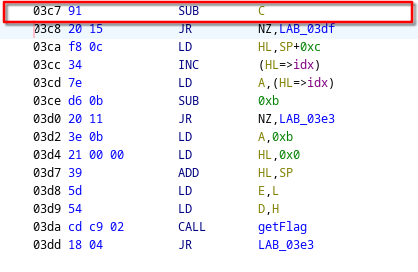 03c7 91 SUB C
03c8 20 15 JR NZ,LAB_03df
03ca f8 0c LD HL,SP+0xc
03cc 34 INC (HL=>idx)
03cd 7e LD A,(HL=>idx)
03ce d6 0b SUB 0xb
03d0 20 11 JR NZ,LAB_03e3
03d2 3e 0b LD A,0xb
03d4 21 00 00 LD HL,0x0
03d7 39 ADD HL,SP
03d8 5d LD E,L
03d9 54 LD D,H
03da cd c9 02 CALL getFlag
03dd 18 04 JR LAB_03e3